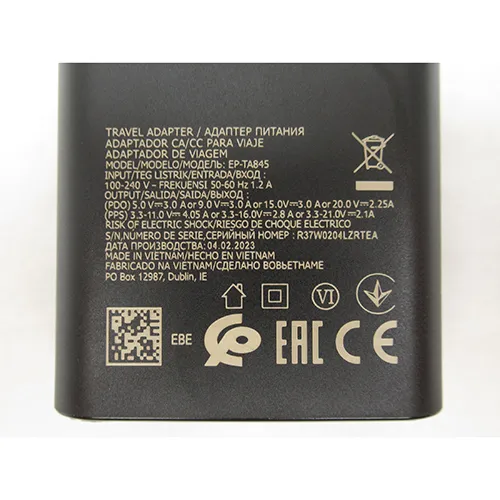 TRAVEL ADAPTER / АДАПТЕР ПИТАНИЯ
ADAPTADOR CA/CC PARA VIAJE
ADAPTADOR DE VIAGEM
MODEL/MODELO/МОДЕЛЬ: EP-TA845
INPUT/TEG LISTRIK/ENTRADA/ВХОД :
100-240 V - FREKUENSI 50-60 Hz 1.2 A
OUTPUT/SALIDA/SAIDA/ВЫХОД :
(PDO) 5.0 V⎓3.0 A or 9.0 V⎓3.0 A or 15.0 V⎓3.0 A or 20.0 V⎓2.25A
(PPS) 3.3-11.0 V⎓4.05 A or 3.3-16.0 V⎓2.8 A or 3.3-21.0 V⎓2.1A
RISK OF ELECTRIC SHOCK/RIESGO DE CHOQUE ELECTRICO
S/N,NUMERO DE SERIE,СЕРИЙНЫЙ НОМЕР : R37W0204LZRTEA
ДАТА ПРОИЗВОДСТВА: 04.02.2023
MADE IN VIETNAM/HECHO EN VIETNAM
FABRICADO NA VIETNAM/СДЕЛАНО ВОВЬЕТНАМЕ
PO Box 12987, Dublin, IE
VI
EBE
EAC CE